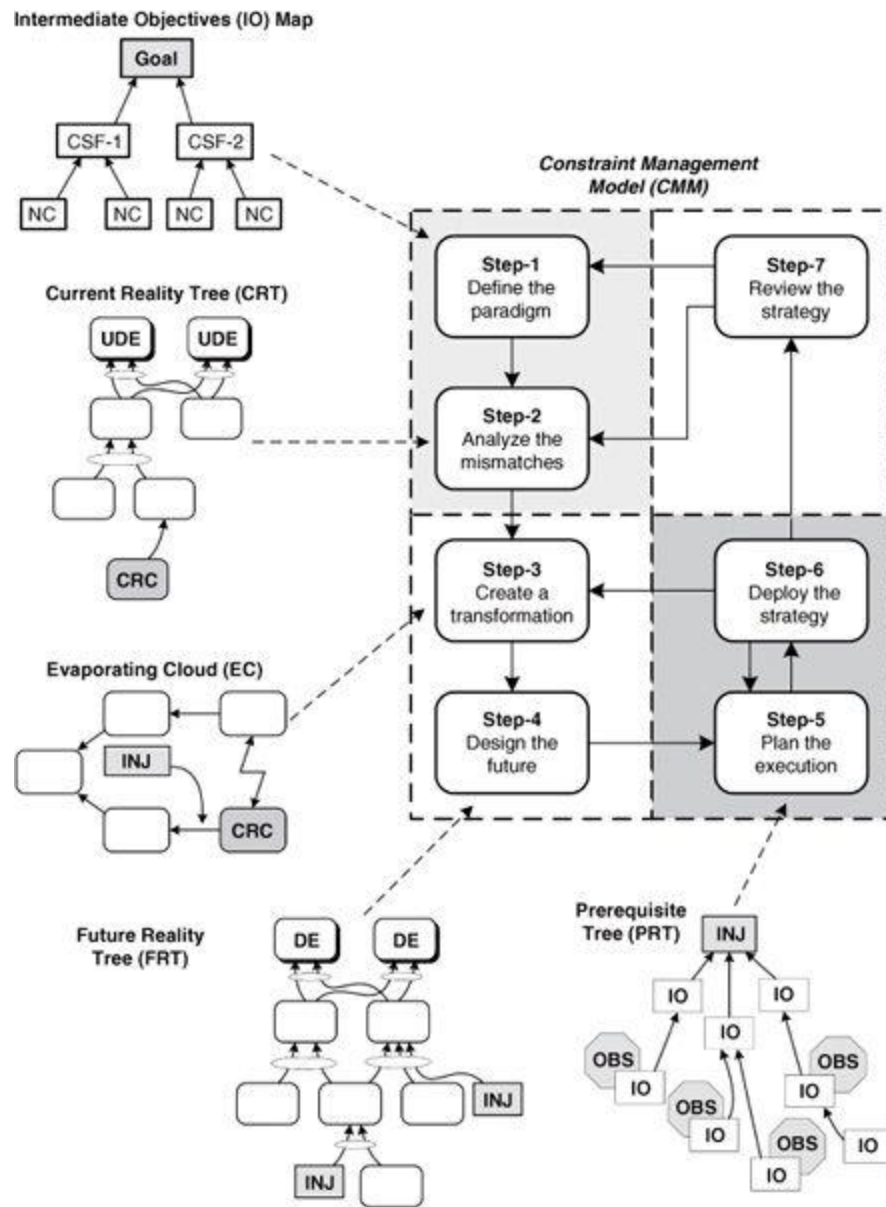 Intermediate Objectives (IO) Map
Goal
CSF-1
CSF-2
NC
NC
NC
NC
Constraint Management
Model (CMM)
Step-1
Define the
paradigm
Step-7
Review the
strategy
Current Reality Tree (CRT)
UDE
UDE
CRC
Step-2
Analyze the
mismatches
Step-3
Create a
transformation
Step-6
Deploy the
strategy
Evaporating Cloud (EC)
INJ
CRC
Step-4
Design the
future
Step-5
Plan the
execution
Future Reality
Tree (FRT)
DE
DE
INJ
INJ
Prerequisite
Tree (PRT)
INJ
IO
IO
IO
OBS
IO
OBS
IO
OBS
IO
OBS
IO
IO